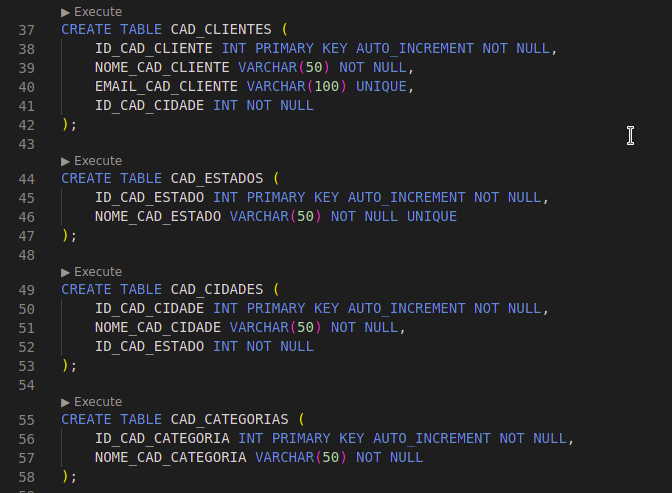 ▶ Execute
37 CREATE TABLE CAD_CLIENTES (
38     ID_CAD_CLIENTE INT PRIMARY KEY AUTO_INCREMENT NOT NULL,
39     NOME_CAD_CLIENTE VARCHAR(50) NOT NULL,
40     EMAIL_CAD_CLIENTE VARCHAR(100) UNIQUE,
41     ID_CAD_CIDADE INT NOT NULL
42 );
43
▶ Execute
44 CREATE TABLE CAD_ESTADOS (
45     ID_CAD_ESTADO INT PRIMARY KEY AUTO_INCREMENT NOT NULL,
46     NOME_CAD_ESTADO VARCHAR(50) NOT NULL UNIQUE
47 );
48
▶ Execute
49 CREATE TABLE CAD_CIDADES (
50     ID_CAD_CIDADE INT PRIMARY KEY AUTO_INCREMENT NOT NULL,
51     NOME_CAD_CIDADE VARCHAR(50) NOT NULL,
52     ID_CAD_ESTADO INT NOT NULL
53 );
54
▶ Execute
55 CREATE TABLE CAD_CATEGORIAS (
56     ID_CAD_CATEGORIA INT PRIMARY KEY AUTO_INCREMENT NOT NULL,
57     NOME_CAD_CATEGORIA VARCHAR(50) NOT NULL
58 );